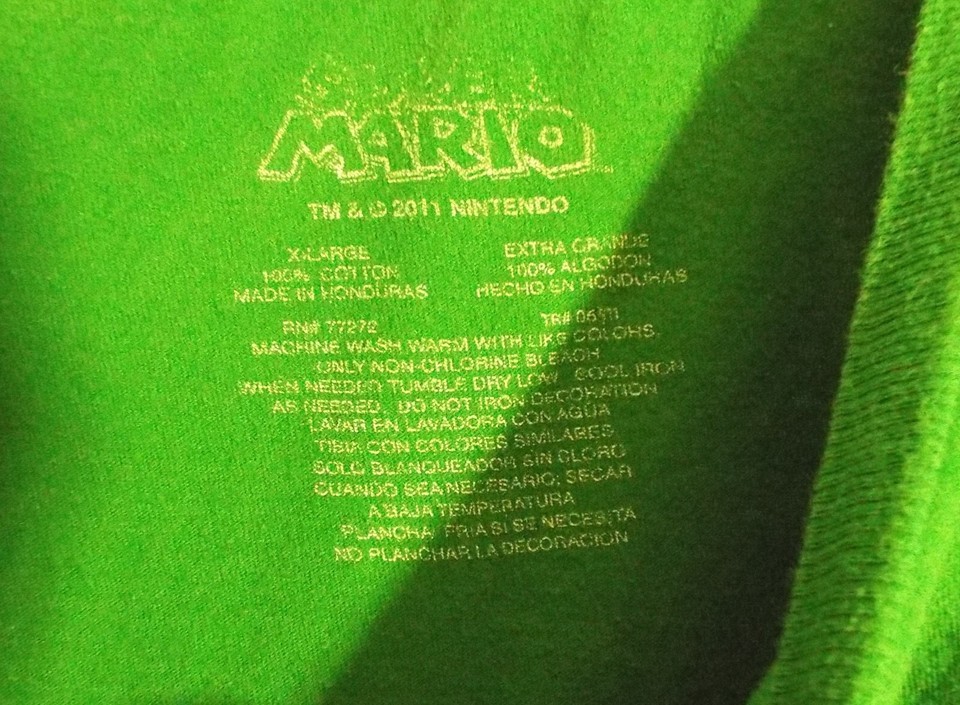 SUPER
MARIO
TM & © 2011 NINTENDO
X-LARGE EXTRA GRANDE
100% COTTON 100% ALGODON
MADE IN HONDURAS HECHO EN HONDURAS
RN# 77272 TR#
MACHINE WASH WARM WITH LIKE COLORS.
ONLY NON-CHLORINE BLEACH
WHEN NEEDED TUMBLE DRY LOW. COOL IRON
AS NEEDED. DO NOT IRON DECORATION
LAVAR EN LAVADORA CON AGUA
TIBIA CON COLORES SIMILARES
SOLO BLANQUEADOR SIN CLORO
CUANDO SEA NECESARIO; SECAR
A BAJA TEMPERATURA
PLANCHA FRIA SI SE NECESITA
NO PLANCHAR LA DECORACION